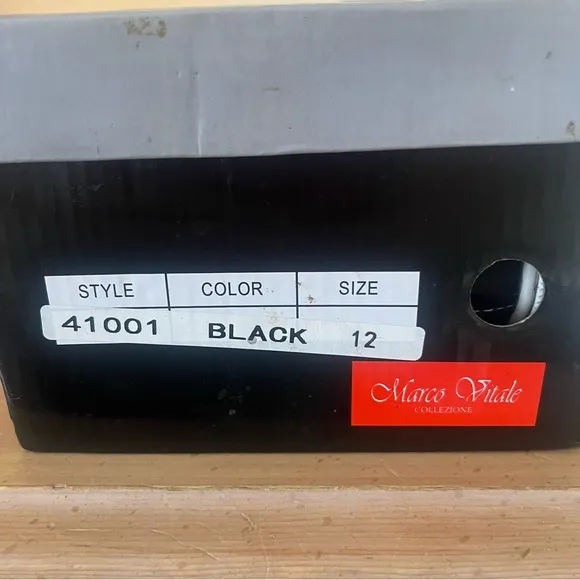 STYLE COLOR SIZE
41001 BLACK 12
Marco Vitale
COLLEZIONE